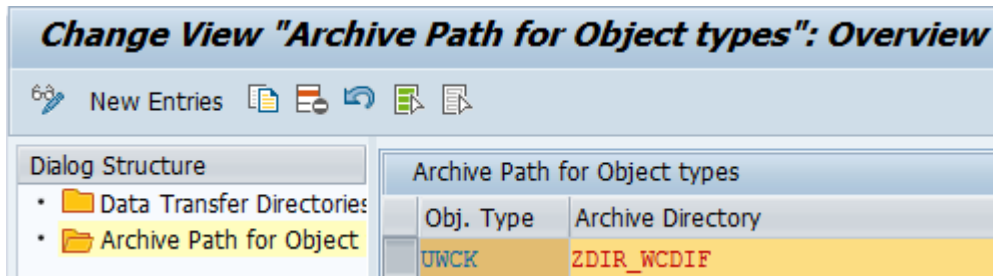 Change View "Archive Path for Object types": Overview
New Entries
Dialog Structure
Data Transfer Directories
Archive Path for Object
Archive Path for Object types
Obj. Type Archive Directory
UWCK ZDIR_WCDIF